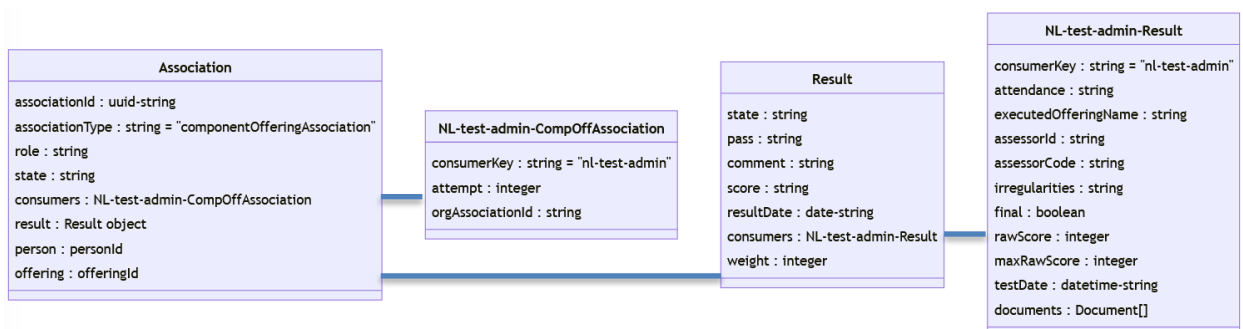 Association
associationId : uuid-string
associationType : string = "componentOfferingAssociation"
role : string
state : string
consumers : NL-test-admin-CompOffAssociation
result : Result object
person : personId
offering : offeringId
NL-test-admin-CompOffAssociation
consumerKey : string = "nl-test-admin"
attempt : integer
orgAssociationId : string
Result
state : string
pass : string
comment : string
score : string
resultDate : date-string
consumers : NL-test-admin-Result
weight : integer
NL-test-admin-Result
consumerKey : string = "nl-test-admin"
attendance : string
executedOfferingName : string
assessorId : string
assessorCode : string
irregularities : string
final : boolean
rawScore : integer
maxRawScore : integer
testDate : datetime-string
documents : Document[]